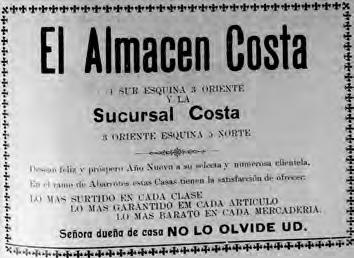 El Almacen Costa
4 SUR ESQUINA 3 ORIENTE
Y LA
Sucursal Costa
3 ORIENTE ESQUINA 5 NORTE
Desean feliz y próspero Año Nuevo a su selecta y numerosa clientela.
En el ramo de Abarrotes estas Casas tienen la satisfacción de ofrecer:
LO MAS SURTIDO EN CADA CLASE
LO MAS GARANTIDO EM CADA ARTICULO
LO MAS BARATO EN CADA MERCADERIA.
Señora dueña de casa NO LO OLVIDE UD.